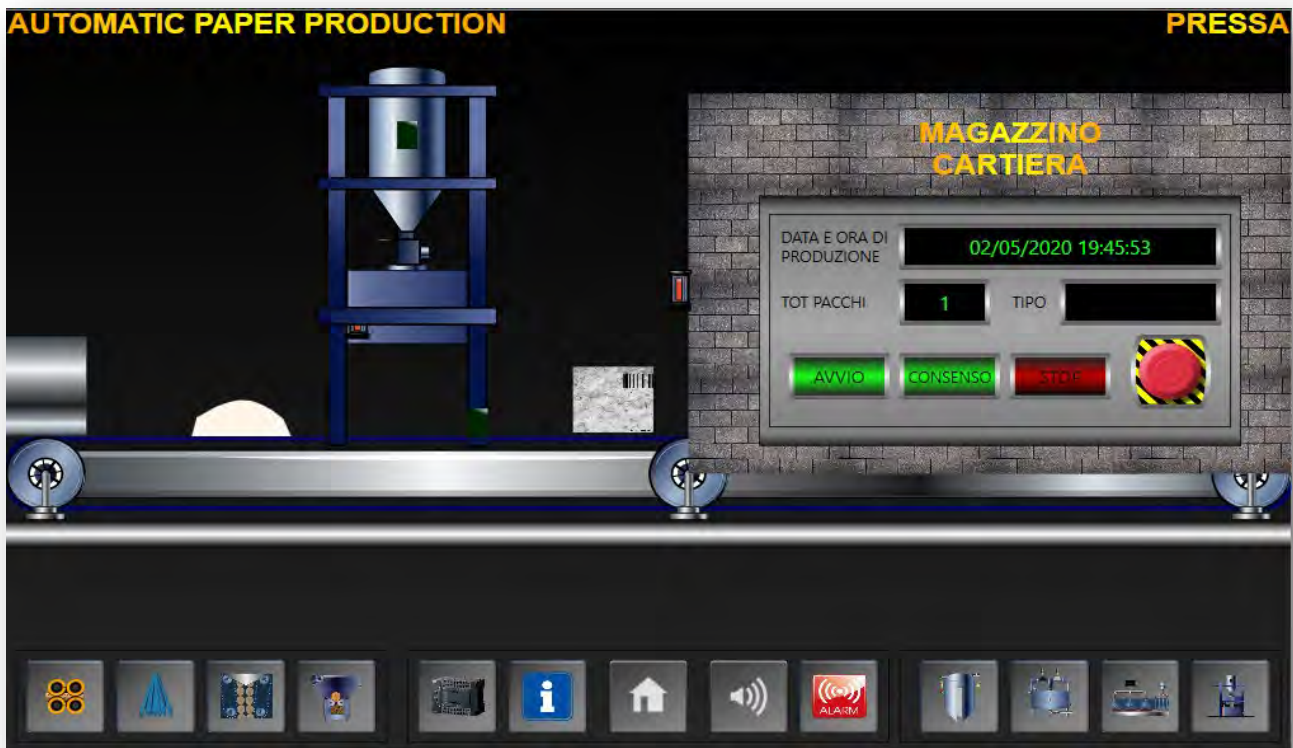 AUTOMATIC PAPER PRODUCTION
PRESSA
MAGAZZINO
CARTIERA
DATA E ORA DI
PRODUZIONE
02/05/2020 19:45:53
TOT PACCHI
1
TIPO
AVVIO
CONSENSO
STOP
i
ALARM